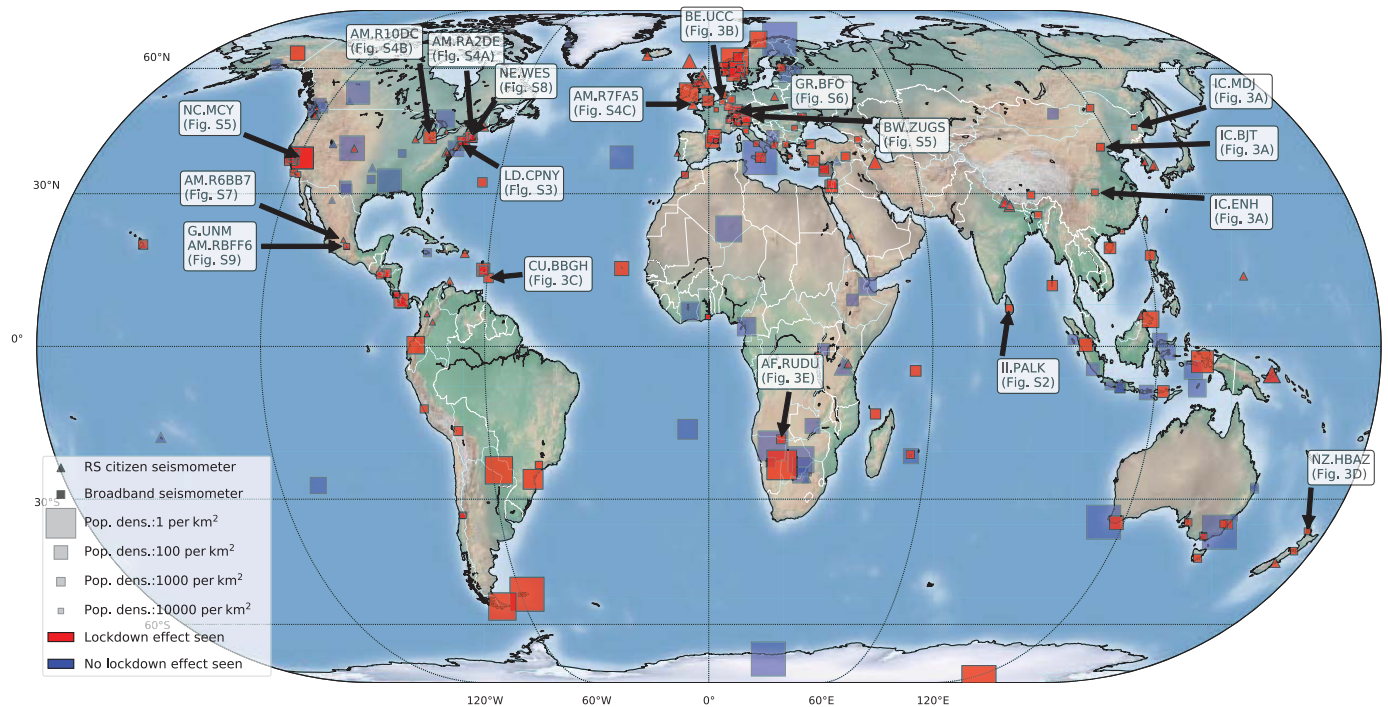 BE.UCC
(Fig. 3B)
AM.R10DC
(Fig. S4B)
AM.RA2DE
(Fig. S4A)
NE.WES
(Fig. S8)
60°N
GR.BFO
(Fig. S6)
IC.MDJ
(Fig. 3A)
AM.R7FA5
(Fig. S4C)
NC.MCY
(Fig. S5)
BW.ZUGS
(Fig. S5)
IC.BJT
(Fig. 3A)
LD.CPNY
(Fig. S3)
AM.R6BB7
(Fig. S7)
30°N
IC.ENH
(Fig. 3A)
G.UNM
AM.RBFF6
(Fig. S9)
CU.BBGH
(Fig. 3C)
0°
AF.RUDU
(Fig. 3E)
II.PALK
(Fig. S2)
NZ.HBAZ
(Fig. 3D)
RS citizen seismometer
Broadband seismometer
30°S
Pop. dens.:1 per km²
Pop. dens.:100 per km²
Pop. dens.:1000 per km²
Pop. dens.:10000 per km²
60°S
Lockdown effect seen
No lockdown effect seen
120°W 60°W 0° 60°E 120°E